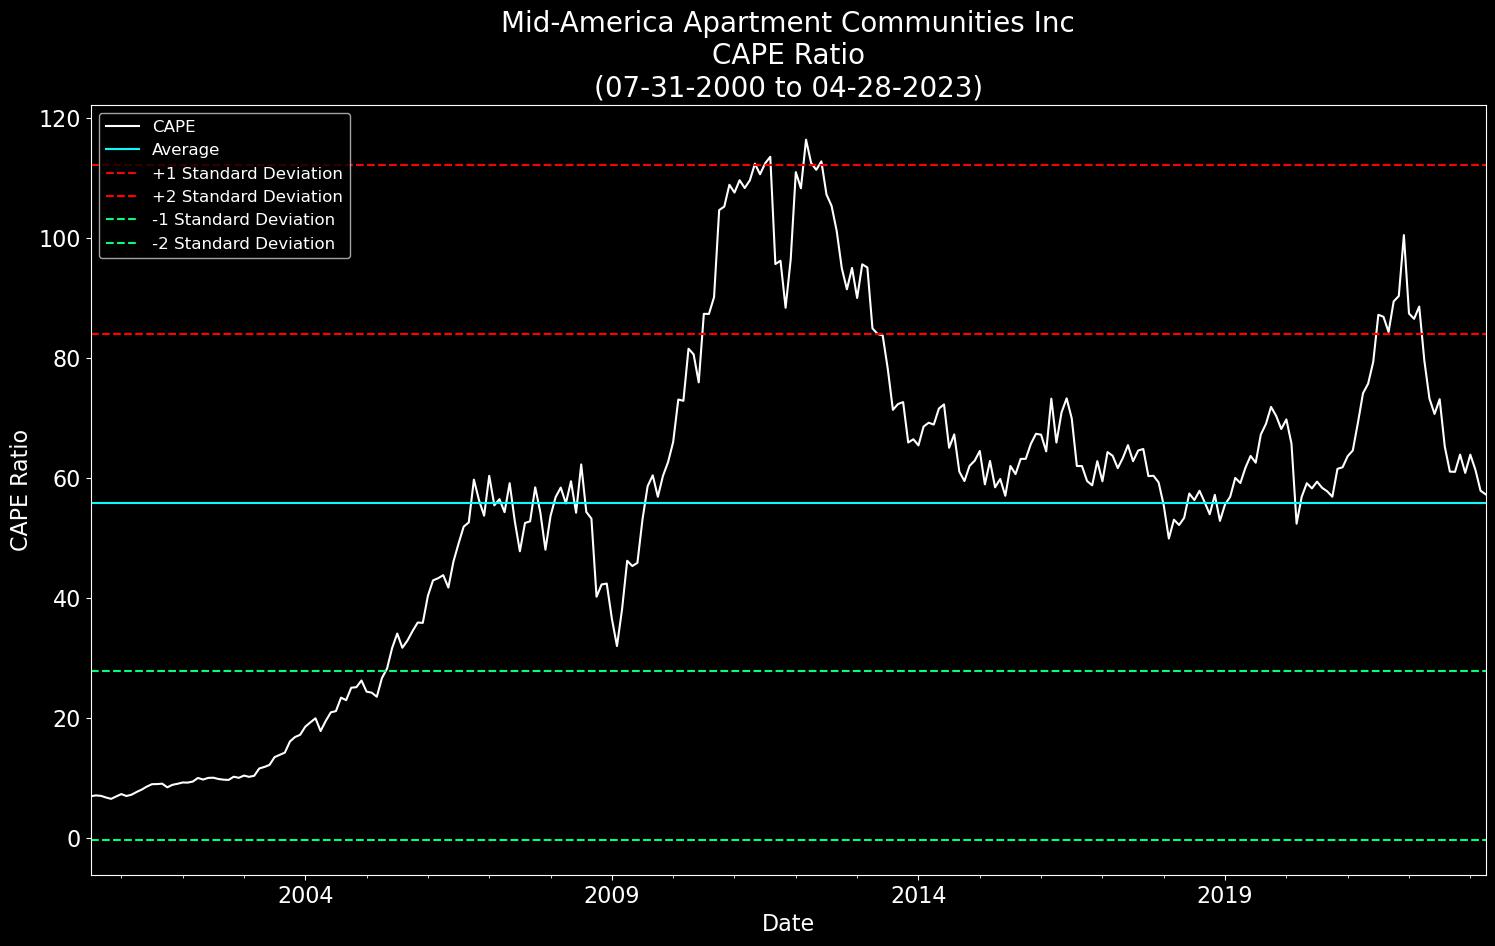 Mid-America Apartment Communities Inc
CAPE Ratio
(07-31-2000 to 04-28-2023)
CAPE
Average
+1 Standard Deviation
+2 Standard Deviation
-1 Standard Deviation
-2 Standard Deviation
120
100
80
60
40
20
0
CAPE Ratio
2004
2009
2014
2019
Date